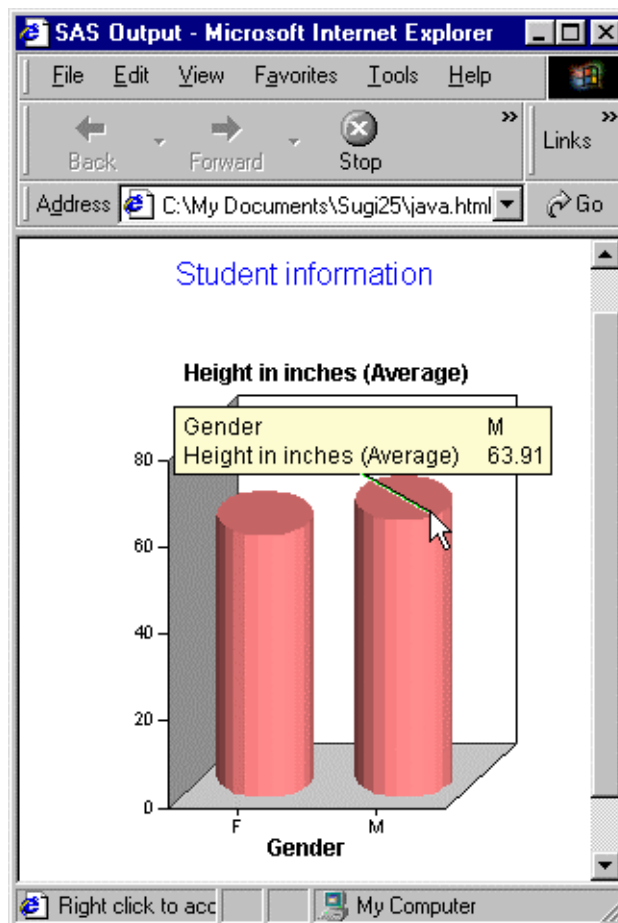 SAS Output - Microsoft Internet Explorer
File Edit View Favorites Tools Help
Back Forward Stop » Links »
Address C:\My Documents\Sugi25\java.html Go
Student information
Height in inches (Average)
Gender M
Height in inches (Average) 63.91
80
60
40
20
0
F M
Gender
Right click to acc My Computer